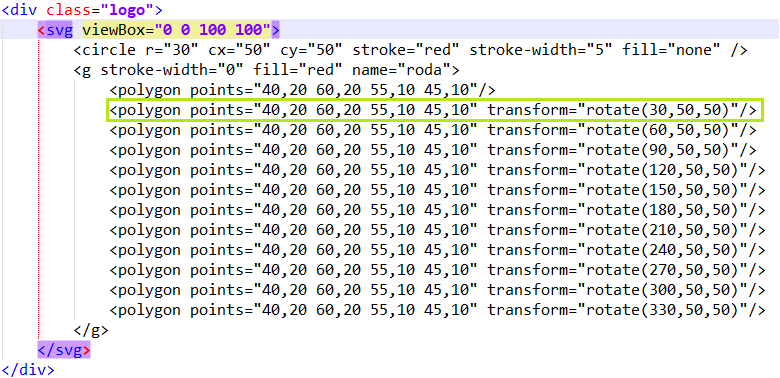 <div class="logo">
<svg viewBox="0 0 100 100">
<circle r="30" cx="50" cy="50" stroke="red" stroke-width="5" fill="none" />
<g stroke-width="0" fill="red" name="roda">
<polygon points="40,20 60,20 55,10 45,10"/>
<polygon points="40,20 60,20 55,10 45,10" transform="rotate(30,50,50)"/>
<polygon points="40,20 60,20 55,10 45,10" transform="rotate(60,50,50)"/>
<polygon points="40,20 60,20 55,10 45,10" transform="rotate(90,50,50)"/>
<polygon points="40,20 60,20 55,10 45,10" transform="rotate(120,50,50)"/>
<polygon points="40,20 60,20 55,10 45,10" transform="rotate(150,50,50)"/>
<polygon points="40,20 60,20 55,10 45,10" transform="rotate(180,50,50)"/>
<polygon points="40,20 60,20 55,10 45,10" transform="rotate(210,50,50)"/>
<polygon points="40,20 60,20 55,10 45,10" transform="rotate(240,50,50)"/>
<polygon points="40,20 60,20 55,10 45,10" transform="rotate(270,50,50)"/>
<polygon points="40,20 60,20 55,10 45,10" transform="rotate(300,50,50)"/>
<polygon points="40,20 60,20 55,10 45,10" transform="rotate(330,50,50)"/>
</g>
</svg>
</div>